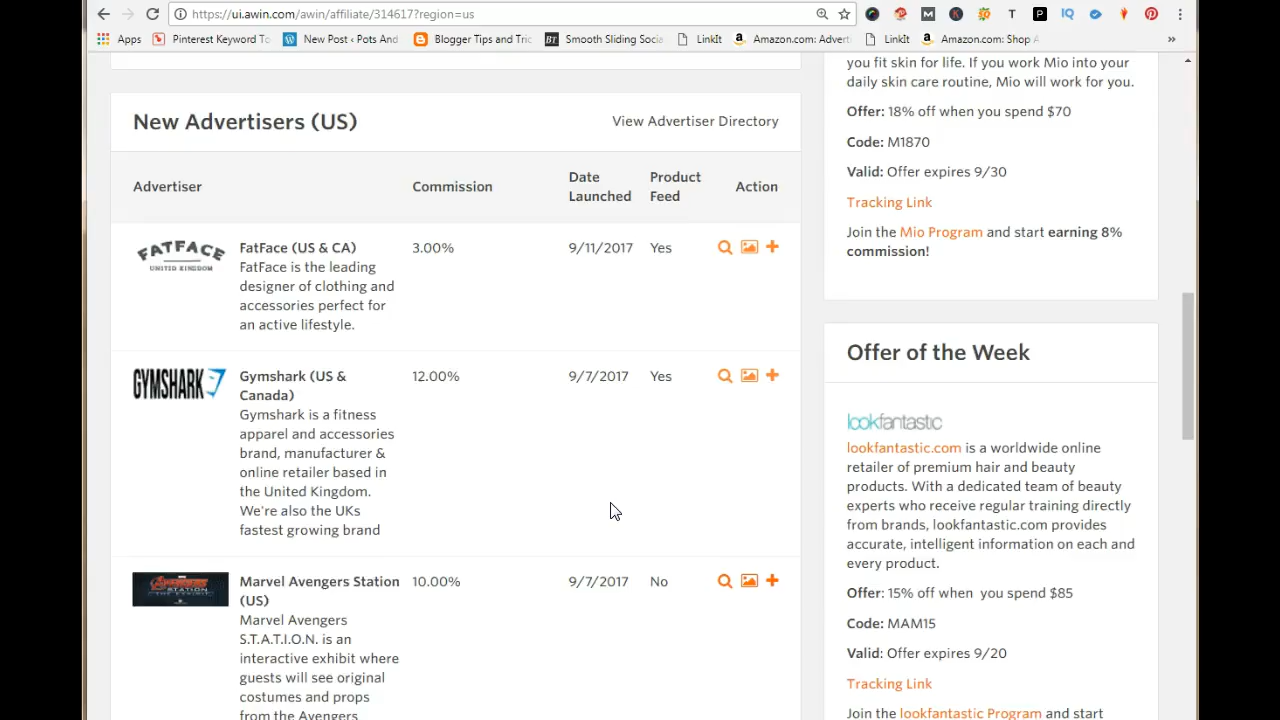 https://ui.awin.com/awin/affiliate/314617?region=us
Apps Pinterest Keyword To New Post ‹ Pots And Blogger Tips and Tric BT Smooth Sliding Socia LinkIt Amazon.com: Adverti LinkIt Amazon.com: Shop A »
New Advertisers (US) View Advertiser Directory
Advertiser Commission Date Launched Product Feed Action
FATFACE
UNITED KINGDOM
FatFace (US & CA) 3.00% 9/11/2017 Yes
FatFace is the leading
designer of clothing and
accessories perfect for
an active lifestyle.
GYMSHARK
Gymshark (US & 12.00% 9/7/2017 Yes
Canada)
Gymshark is a fitness
apparel and accessories
brand, manufacturer &
online retailer based in
the United Kingdom.
We're also the UKs
fastest growing brand
AVENGERS
STATION
Marvel Avengers Station 10.00% 9/7/2017 No
(US)
Marvel Avengers
S.T.A.T.I.O.N. is an
interactive exhibit where
guests will see original
costumes and props
from the Avengers
you fit skin for life. If you work Mio into your
daily skin care routine, Mio will work for you.
Offer: 18% off when you spend $70
Code: M1870
Valid: Offer expires 9/30
Tracking Link
Join the Mio Program and start earning 8%
commission!
Offer of the Week
lookfantastic
lookfantastic.com is a worldwide online
retailer of premium hair and beauty
products. With a dedicated team of beauty
experts who receive regular training directly
from brands, lookfantastic.com provides
accurate, intelligent information on each and
every product.
Offer: 15% off when you spend $85
Code: MAM15
Valid: Offer expires 9/20
Tracking Link
Join the lookfantastic Program and start